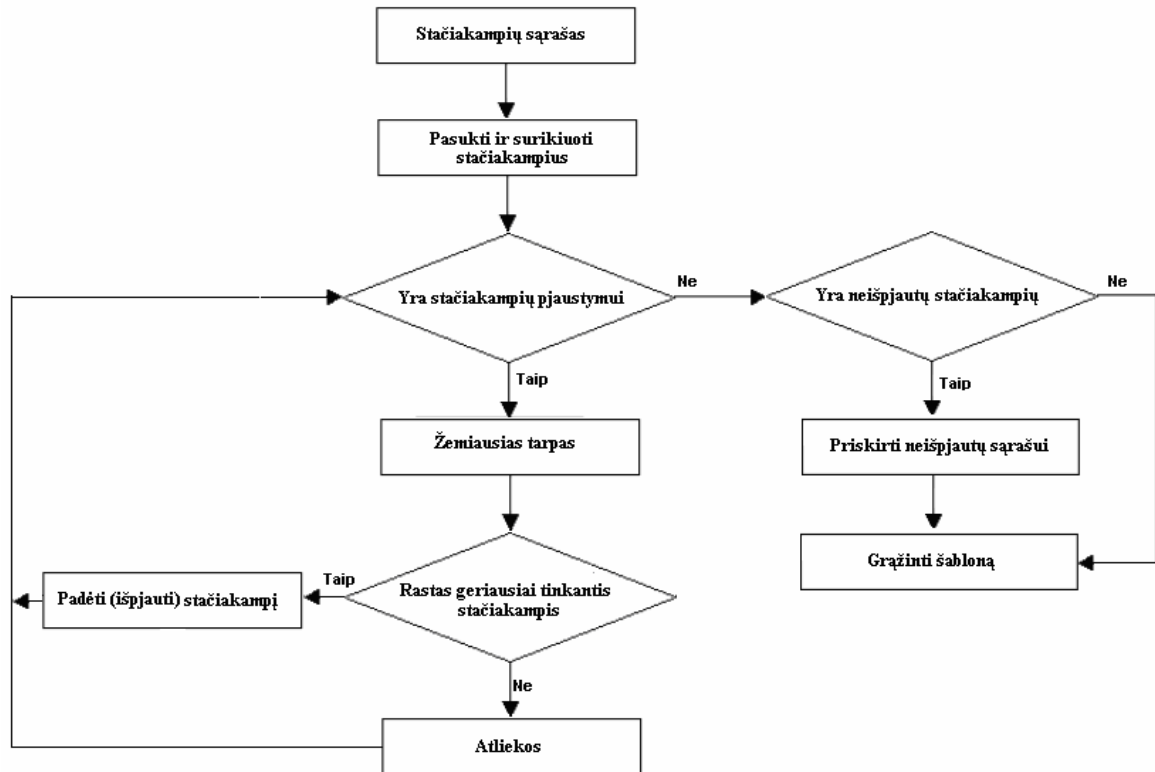 Stačiakampių sąrašas
Pasukti ir surikiuoti
stačiakampius
Yra stačiakampių pjaustymui
Ne
Yra neišpjautų stačiakampių
Ne
Taip
Taip
Žemiausias tarpas
Priskirti neišpjautų sąrašui
Grąžinti šabloną
Rastas geriausiai tinkantis
stačiakampis
Taip
Padėti (išpjauti) stačiakampį
Ne
Atliekos